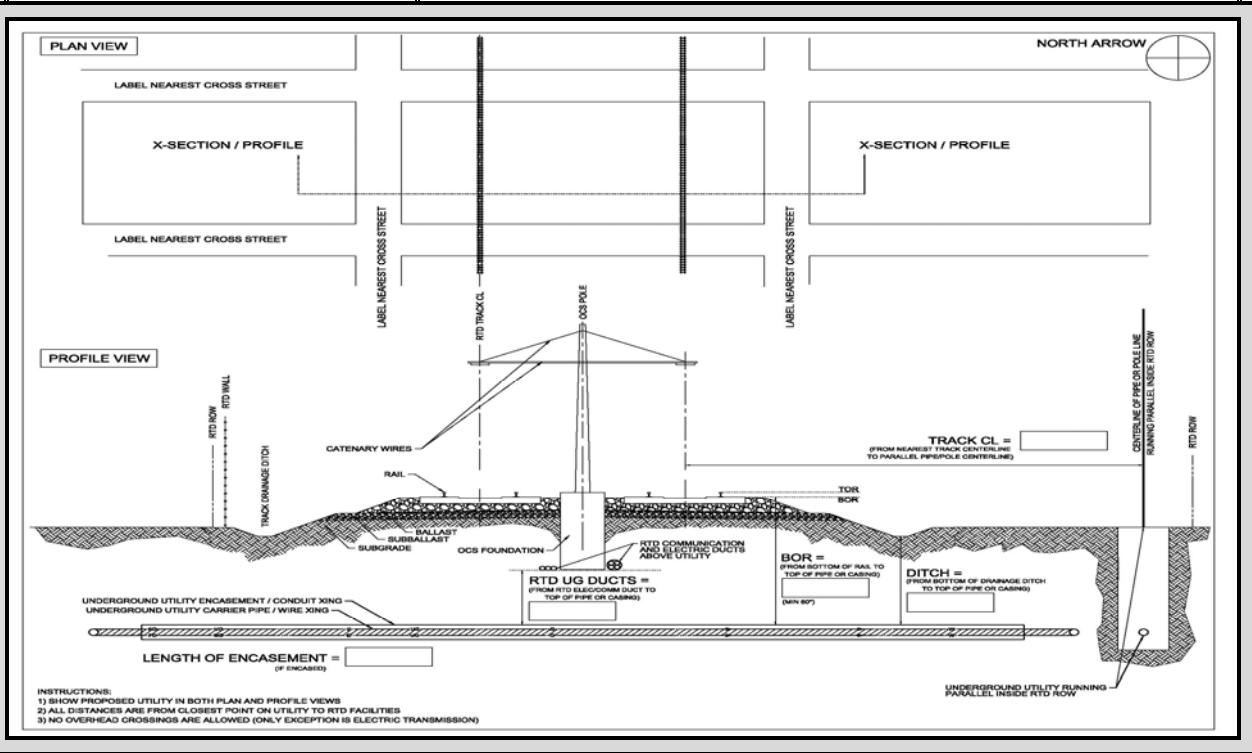 PLAN VIEW
NORTH ARROW
LABEL NEAREST CROSS STREET
X-SECTION / PROFILE
X-SECTION / PROFILE
LABEL NEAREST CROSS STREET
LABEL NEAREST CROSS STREET
LABEL NEAREST CROSS STREET
RTD TRACK CL
OCS POLE
PROFILE VIEW
RTD ROW
RTD WALL
TRACK DRAINAGE DITCH
CATENARY WIRES
RAIL
CENTERLINE OF PIPE OR POLE LINE
RUNNING PARALLEL INSIDE RTD ROW
RTD ROW
TRACK CL =
(FROM NEAREST TRACK CENTERLINE
TO PARALLEL PIPE/POLE CENTERLINE)
TOR
BOR
BALLAST
SUBBALLAST
SUBGRADE
OCS FOUNDATION
RTD COMMUNICATION
AND ELECTRIC DUCTS
ABOVE UTILITY
RTD UG DUCTS =
(FROM RTD ELEC/COMM DUCT TO
TOP OF PIPE OR CASING)
BOR =
(FROM BOTTOM OF RAIL TO
TOP OF PIPE OR CASING)
(MIN 60")
DITCH =
(FROM BOTTOM OF DRAINAGE DITCH
TO TOP OF PIPE OR CASING)
UNDERGROUND UTILITY ENCASEMENT / CONDUIT XING
UNDERGROUND UTILITY CARRIER PIPE / WIRE XING
LENGTH OF ENCASEMENT =
(IF ENCASED)
UNDERGROUND UTILITY RUNNING
PARALLEL INSIDE RTD ROW
INSTRUCTIONS:
1) SHOW PROPOSED UTILITY IN BOTH PLAN AND PROFILE VIEWS
2) ALL DISTANCES ARE FROM CLOSEST POINT ON UTILITY TO RTD FACILITIES
3) NO OVERHEAD CROSSINGS ARE ALLOWED (ONLY EXCEPTION IS ELECTRIC TRANSMISSION)